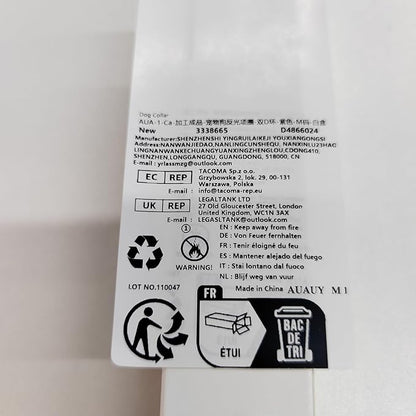 Dog Collar
AUA-1-Ca-加工成品-宠物狗反光项圈-双D环-紫色-M码-白盒
New 3338665 D4866024
Manufacturer:SHENZHENSHI YINGRUILAIKEJI YOUXIANGONGSI
Address:NANWANJIEDAO,NANLINGCUNSHEQU, NANXINLU23HAO
LINGNANWANKECHUANGYUANXINGZHENGLOU,CDONG410,
SHENZHEN,LONGGANGQU, GUANGDONG, 518000, CN
E-mail : yrlassmzg@outlook.com
EC REP TACOMA Sp.z o.o.
Grzybowska 2, lok. 29, 00-131
Warszawa, Polska
E-mail : info@tacoma-rep.eu
UK REP LEGALTANK LTD
27 Old Gloucester Street, London
United Kingdom, WC1N 3AX
E-mail : LEGASLTANK@outlook.com
1
WARNING!
EN : Keep away from fire
DE : Von Feuer fernhalten
FR : Tenir éloigné du feu
ES : Mantener alejado del fuego
IT : Stai lontano dal fuoco
NL : Blijf weg van vuur
LOT NO.110047
Made in China AUAUY M 1
FR
ÉTUI
BAC
DE
TRI